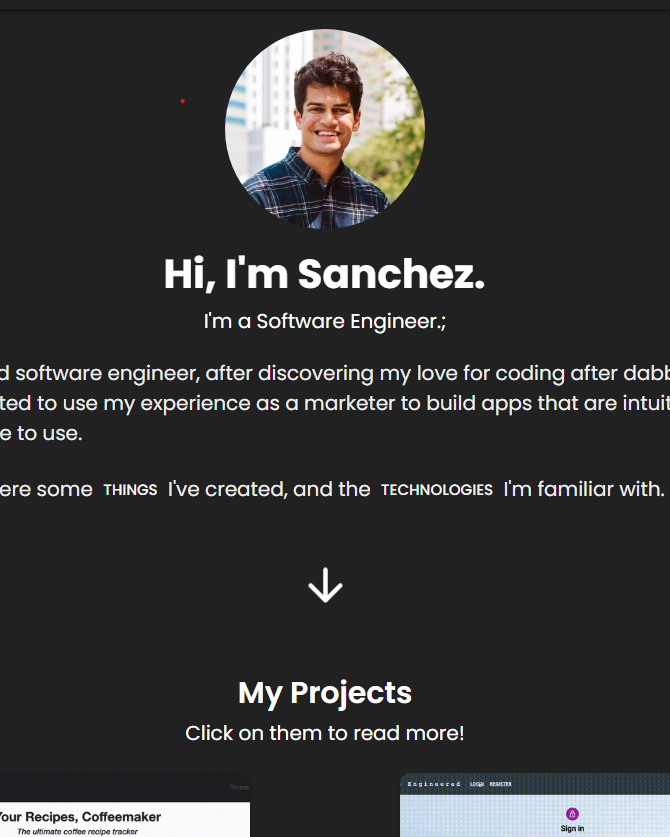 Hi, I'm Sanchez.
I'm a Software Engineer.;
d software engineer, after discovering my love for coding after dabb
ted to use my experience as a marketer to build apps that are intuit
e to use.
ere some THINGS I've created, and the TECHNOLOGIES I'm familiar with.
My Projects
Click on them to read more!
Recipes
Engineered LOGIN REGISTER
Your Recipes, Coffeemaker
The ultimate coffee recipe tracker
Sign in